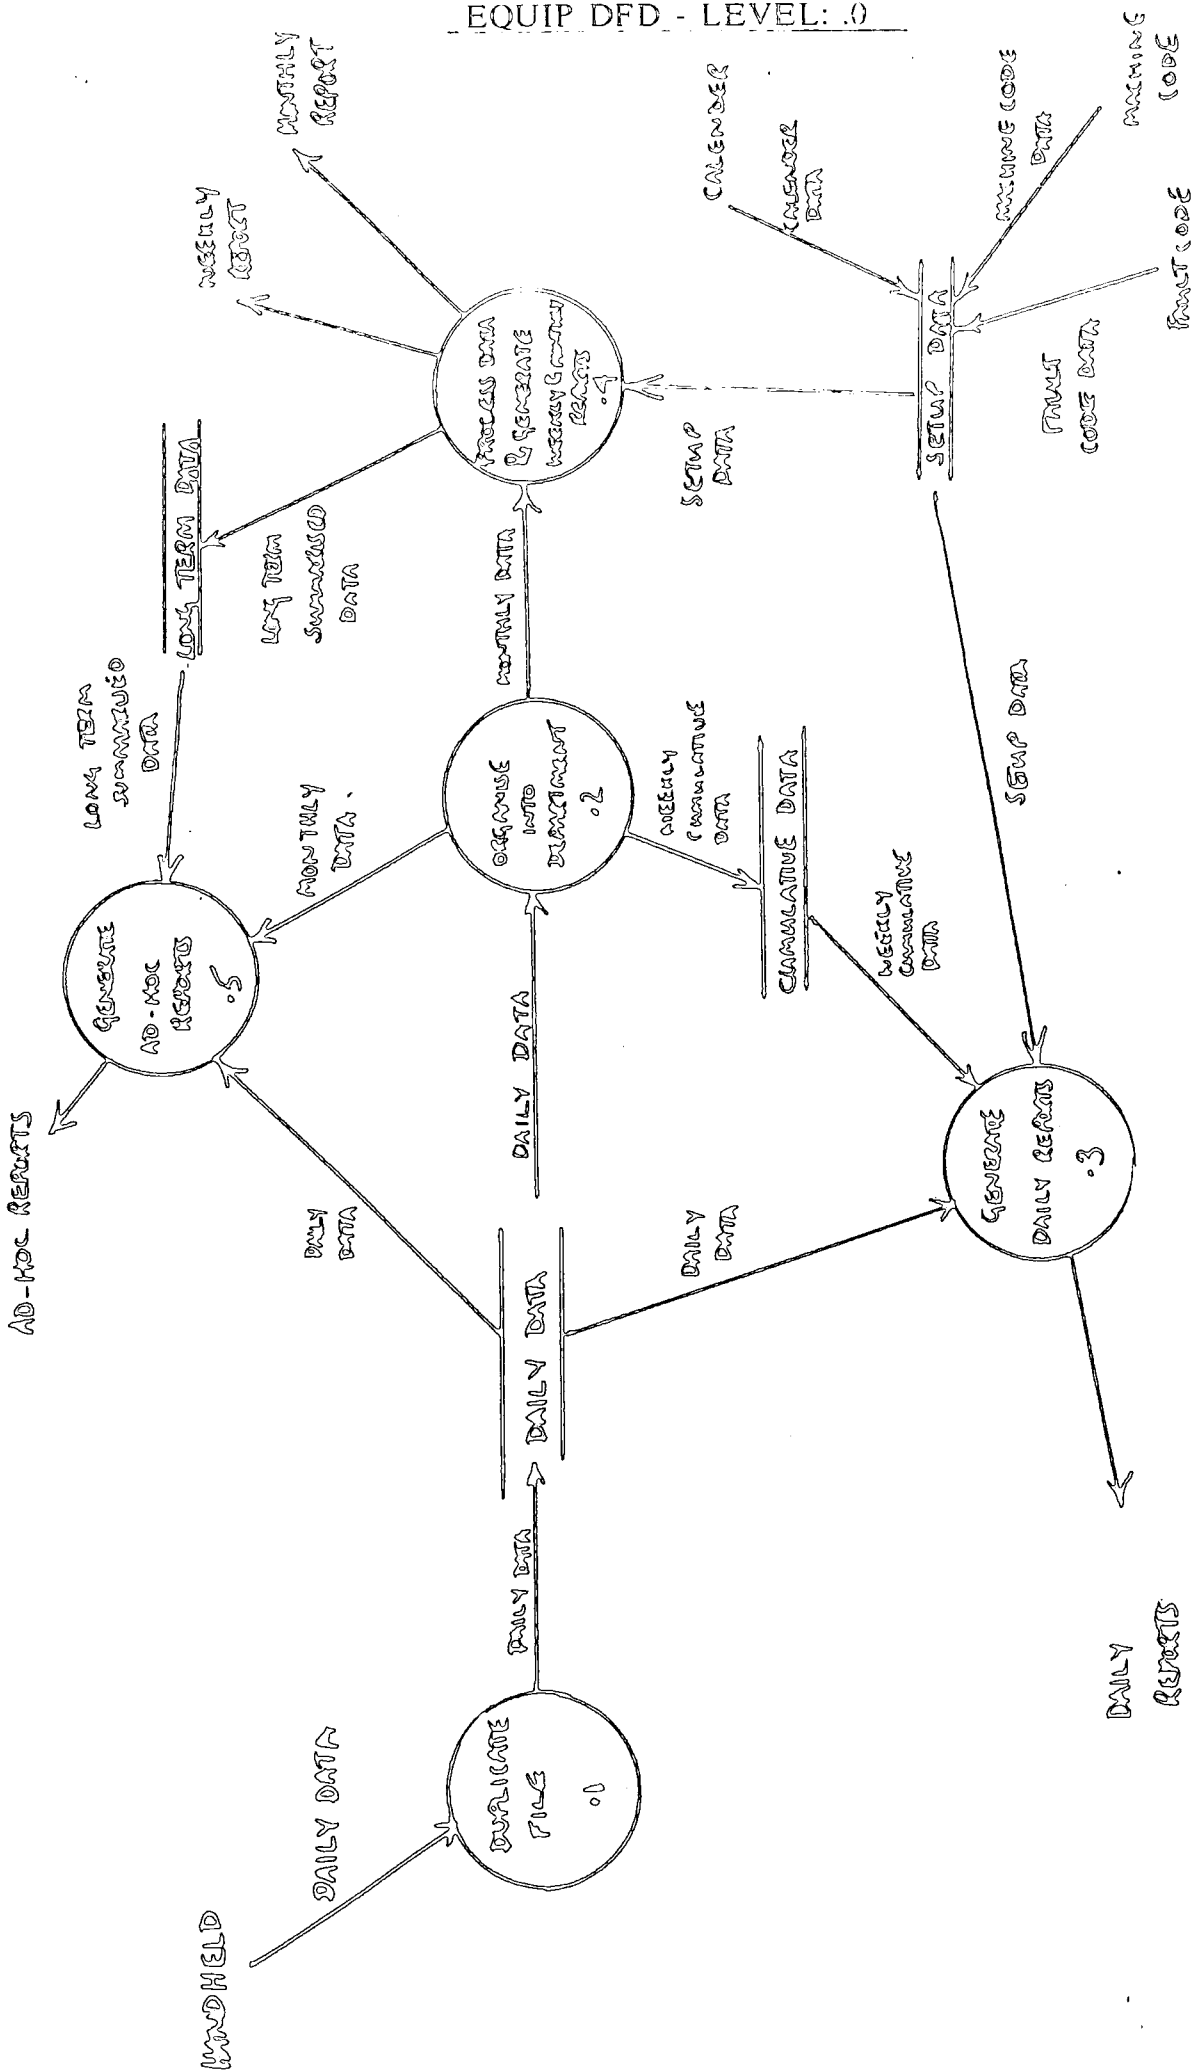 EQUIP DFD - LEVEL: .0
HANDHELD
DAILY DATA
DUPLICATE
FILE
.1
DAILY DATA
DAILY DATA
DAILY
DATA
DAILY DATA
DAILY
DATA
AD-HOC REPORTS
GENERATE
AD-HOC
REPORTS
.5
LONG TERM
SUMMARISED
DATA
MONTHLY
DATA.
ORGANISE
INTO
DEPARTMENT
.2
WEEKLY
CUMULATIVE
DATA
CUMULATIVE DATA
WEEKLY
CUMULATIVE
DATA
GENERATE
DAILY REPORTS
.3
DAILY
REPORTS
SETUP DATA
LONG TERM DATA
LONG TERM
SUMMARISED
DATA
MONTHLY DATA
PROCESS DATA
& GENERATE
WEEKLY & MONTHLY
REPORTS
.4
WEEKLY
REPORT
MONTHLY
REPORT
SETUP
DATA
SETUP DATA
CALENDER
CALENDER
DATA
MACHINE CODE
DATA
MACHINE
CODE
FAULT
CODE DATA
FAULT CODE